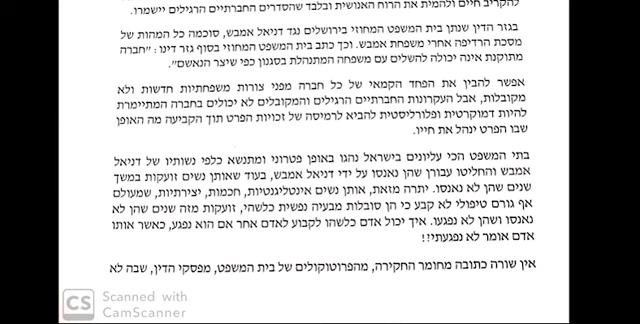 להקריב חיים ולהמית את הרוח האנושית ובלבד שהסדרים החברתיים הרגילים יישמרו.
בגזר הדין שנתן בית המשפט המחוזי בירושלים נגד דניאל אמבש, סוכמה כל המהות של
מסכת הרדיפה אחרי משפחת אמבש. וכך כתב בית המשפט המחוזי בסוף גזר דינו: "חברה
מתוקנת אינה יכולה להשלים עם משפחה המתנהלת בסגנון כפי שיצר הנאשם".
אפשר להבין את הפחד הקמאי של כל חברה מפני צורות משפחתיות חדשות ולא
מקובלות, אבל העקרונות החברתיים הרגילים והמקובלים לא יכולים בחברה המתיימרת
להיות דמוקרטית ופלורליסטית להביא לרמיסה של זכויות הפרט תוך הקביעה מה האופן
שבו הפרט ינהל את חייו.
בתי המשפט הכי עליונים בישראל נהגו באופן פטרוני ומתנשא כלפי נשותיו של דניאל
אמבש והחליטו עבורן שהן נאנסו על ידי דניאל אמבש, בעוד שאותן נשים זועקות במשך
שנים שהן לא נאנסו. יתרה מזאת, אותן נשים אינטליגנטיות, חכמות, יצירתיות, שמעולם
אף גורם טיפולי לא קבע כי הן סובלות מבעיה נפשית כלשהי, זועקות מזה שנים שהן לא
נאנסו ושהן לא נפגעו. איך יכול אדם כלשהו לקבוע לאדם אחר אם הוא נפגע, כאשר אותו
אדם אומר לא נפגעתי?!
אין שורה כתובה מחומר החקירה, מהפרוטוקולים של בית המשפט, מפסקי הדין, שבה לא
CS Scanned with
CamScanner